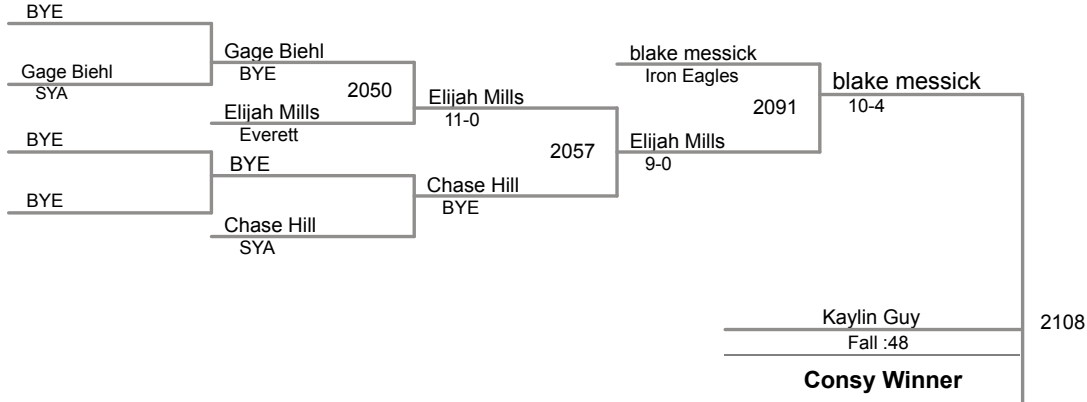 BYE
Gage Biehl
SYA
BYE
BYE
Gage Biehl
BYE
2050
Elijah Mills
Everett
BYE
Chase Hill
SYA
Elijah Mills
11-0
2057
Chase Hill
BYE
blake messick
Iron Eagles
2091
Elijah Mills
9-0
blake messick
10-4
Kaylin Guy
Fall :48
Consy Winner
2108